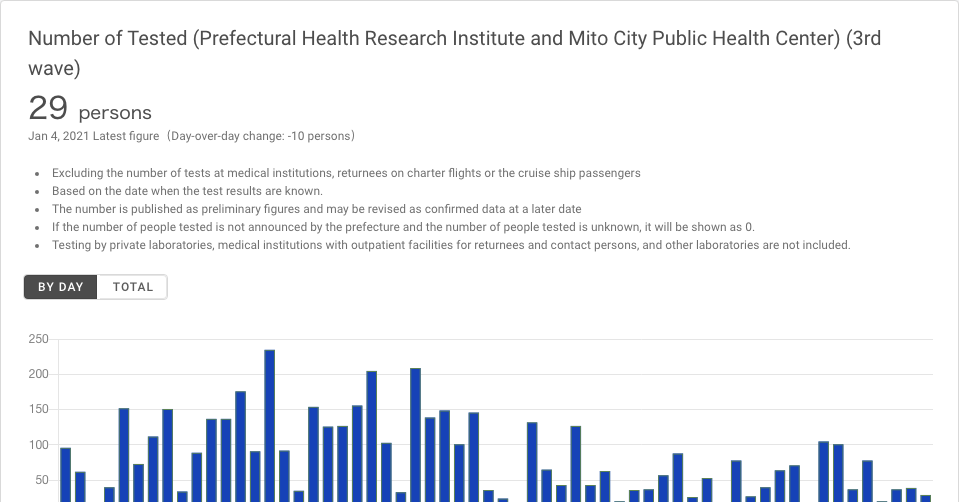 Number of Tested (Prefectural Health Research Institute and Mito City Public Health Center) (3rd
wave)
29 persons
Jan 4, 2021 Latest figure（Day-over-day change: -10 persons）
• Excluding the number of tests at medical institutions, returnees on charter flights or the cruise ship passengers
• Based on the date when the test results are known.
• The number is published as preliminary figures and may be revised as confirmed data at a later date
• If the number of people tested is not announced by the prefecture and the number of people tested is unknown, it will be shown as 0.
• Testing by private laboratories, medical institutions with outpatient facilities for returnees and contact persons, and other laboratories are not included.
BY DAY TOTAL
250
200
150
100
50